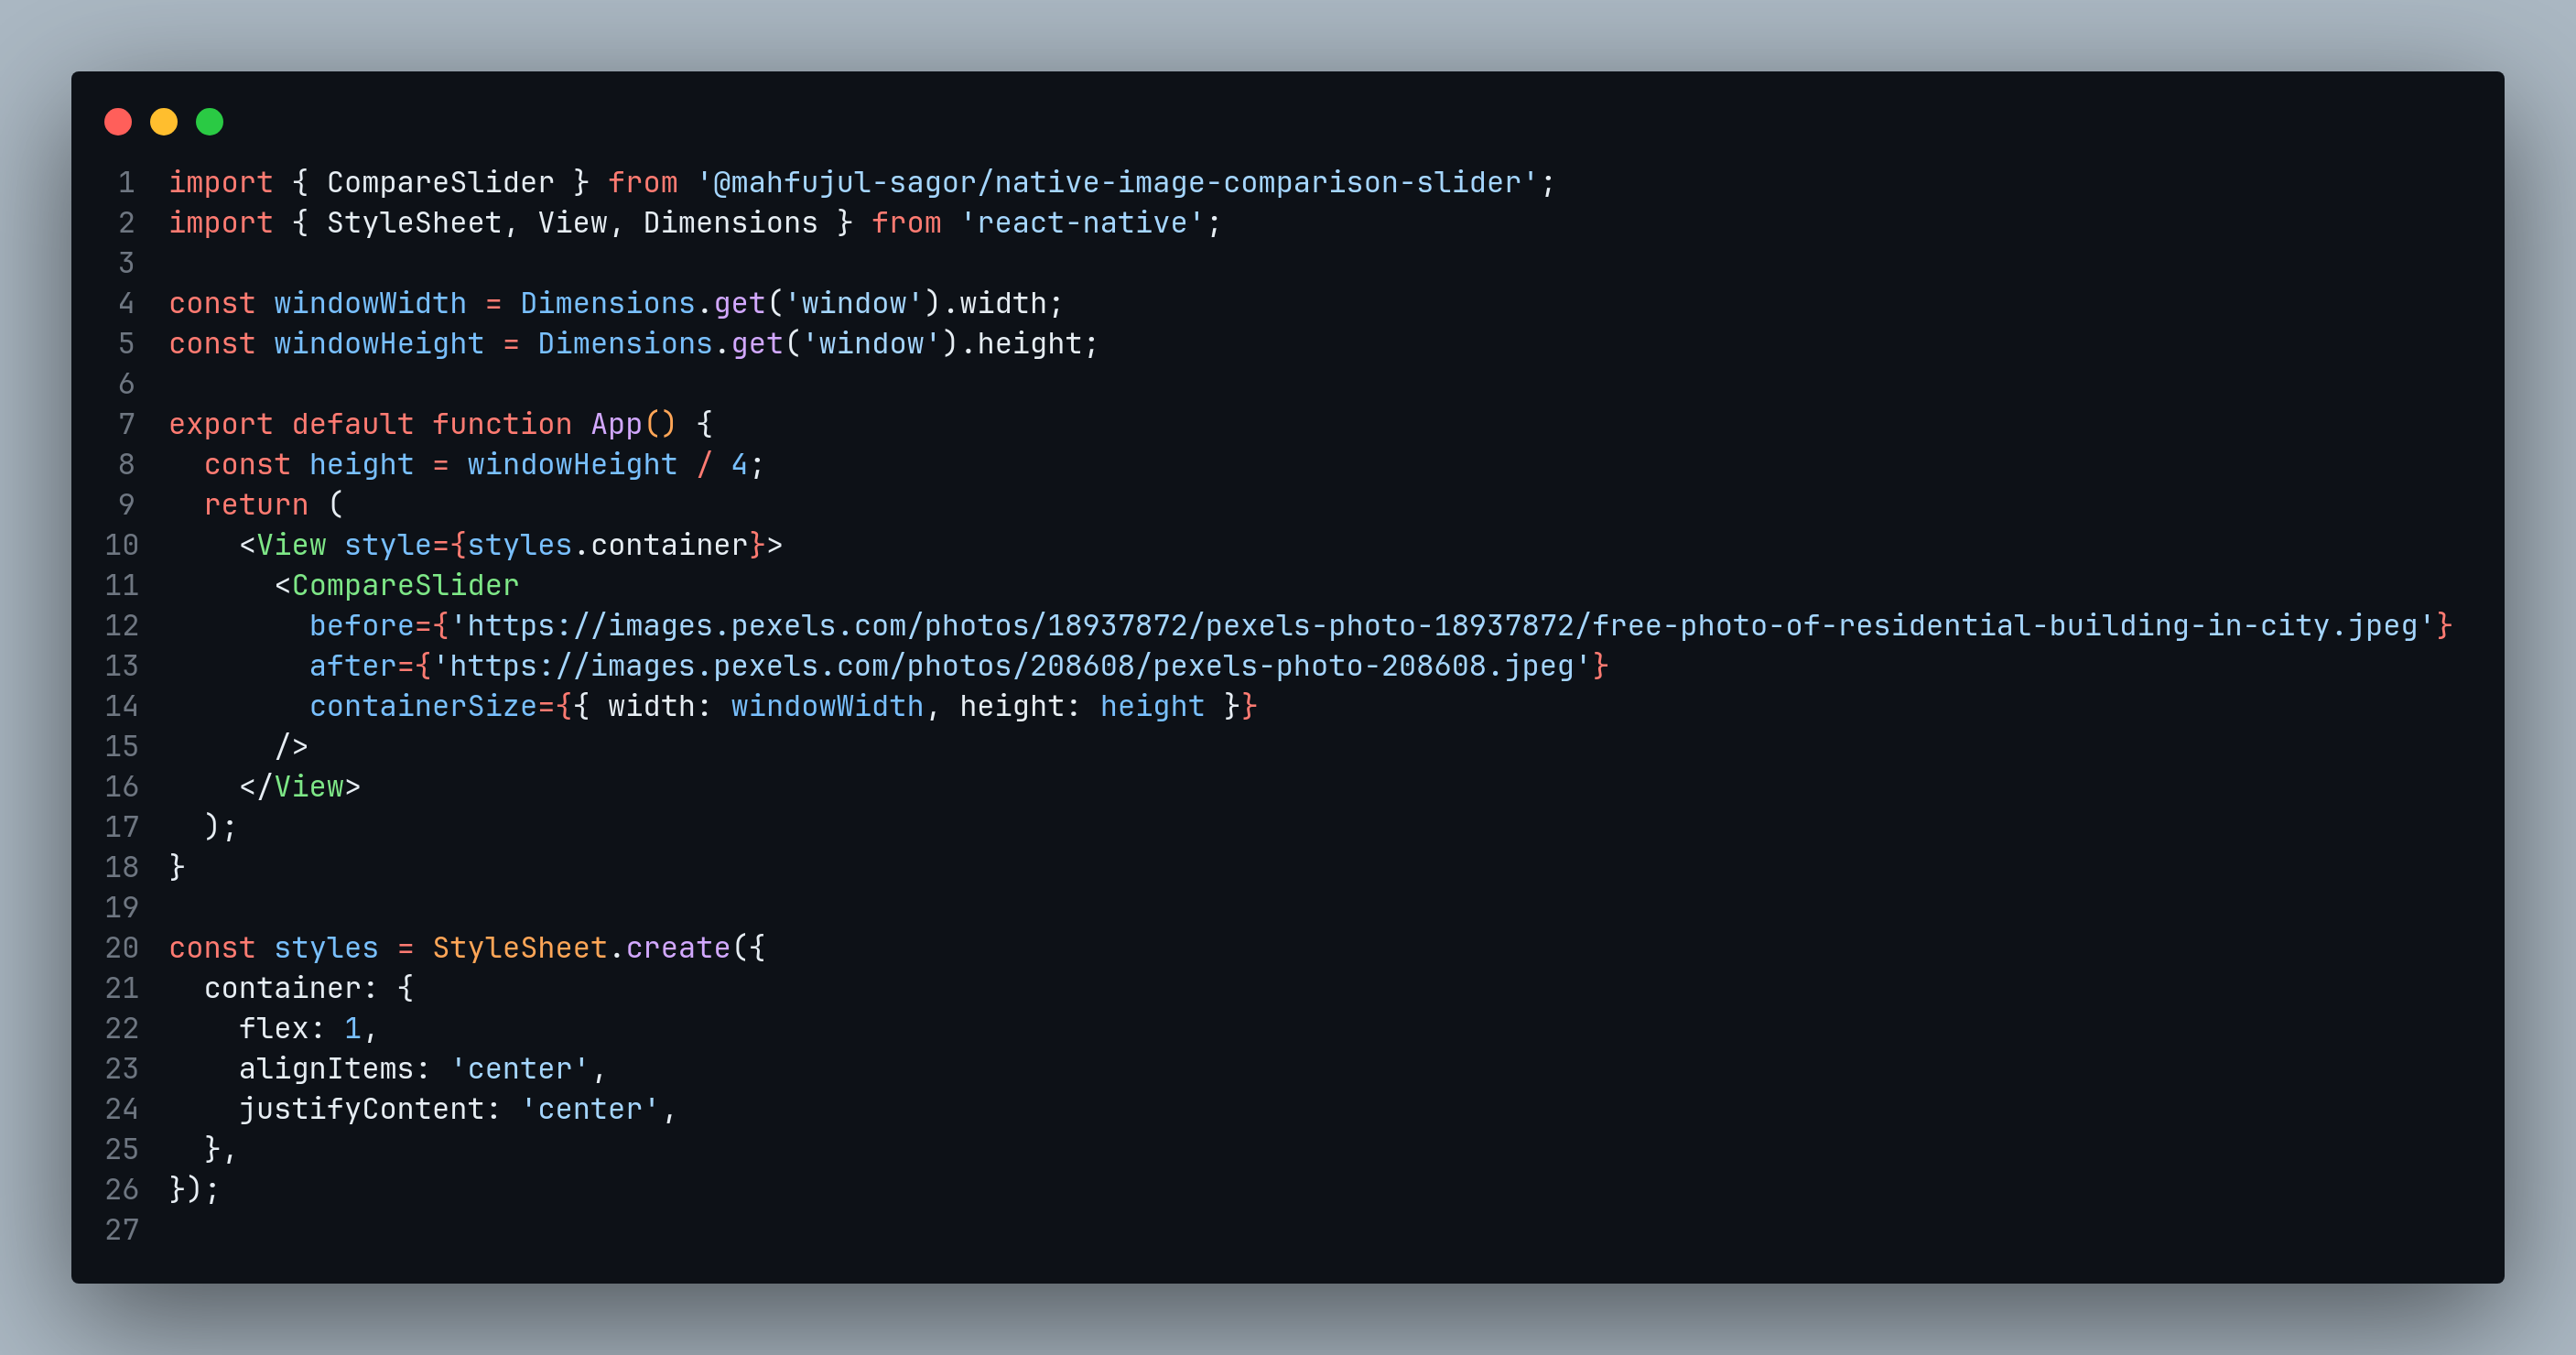 1 import { CompareSlider } from '@mahfujul-sagor/native-image-comparison-slider';
2 import { StyleSheet, View, Dimensions } from 'react-native';
3
4 const windowWidth = Dimensions.get('window').width;
5 const windowHeight = Dimensions.get('window').height;
6
7 export default function App() {
8   const height = windowHeight / 4;
9   return (
10     <View style={styles.container}>
11       <CompareSlider
12         before={'https://images.pexels.com/photos/18937872/pexels-photo-18937872/free-photo-of-residential-building-in-city.jpeg'}
13         after={'https://images.pexels.com/photos/208608/pexels-photo-208608.jpeg'}
14         containerSize={{ width: windowWidth, height: height }}
15       />
16     </View>
17   );
18 }
19
20 const styles = StyleSheet.create({
21   container: {
22     flex: 1,
23     alignItems: 'center',
24     justifyContent: 'center',
25   },
26 });
27